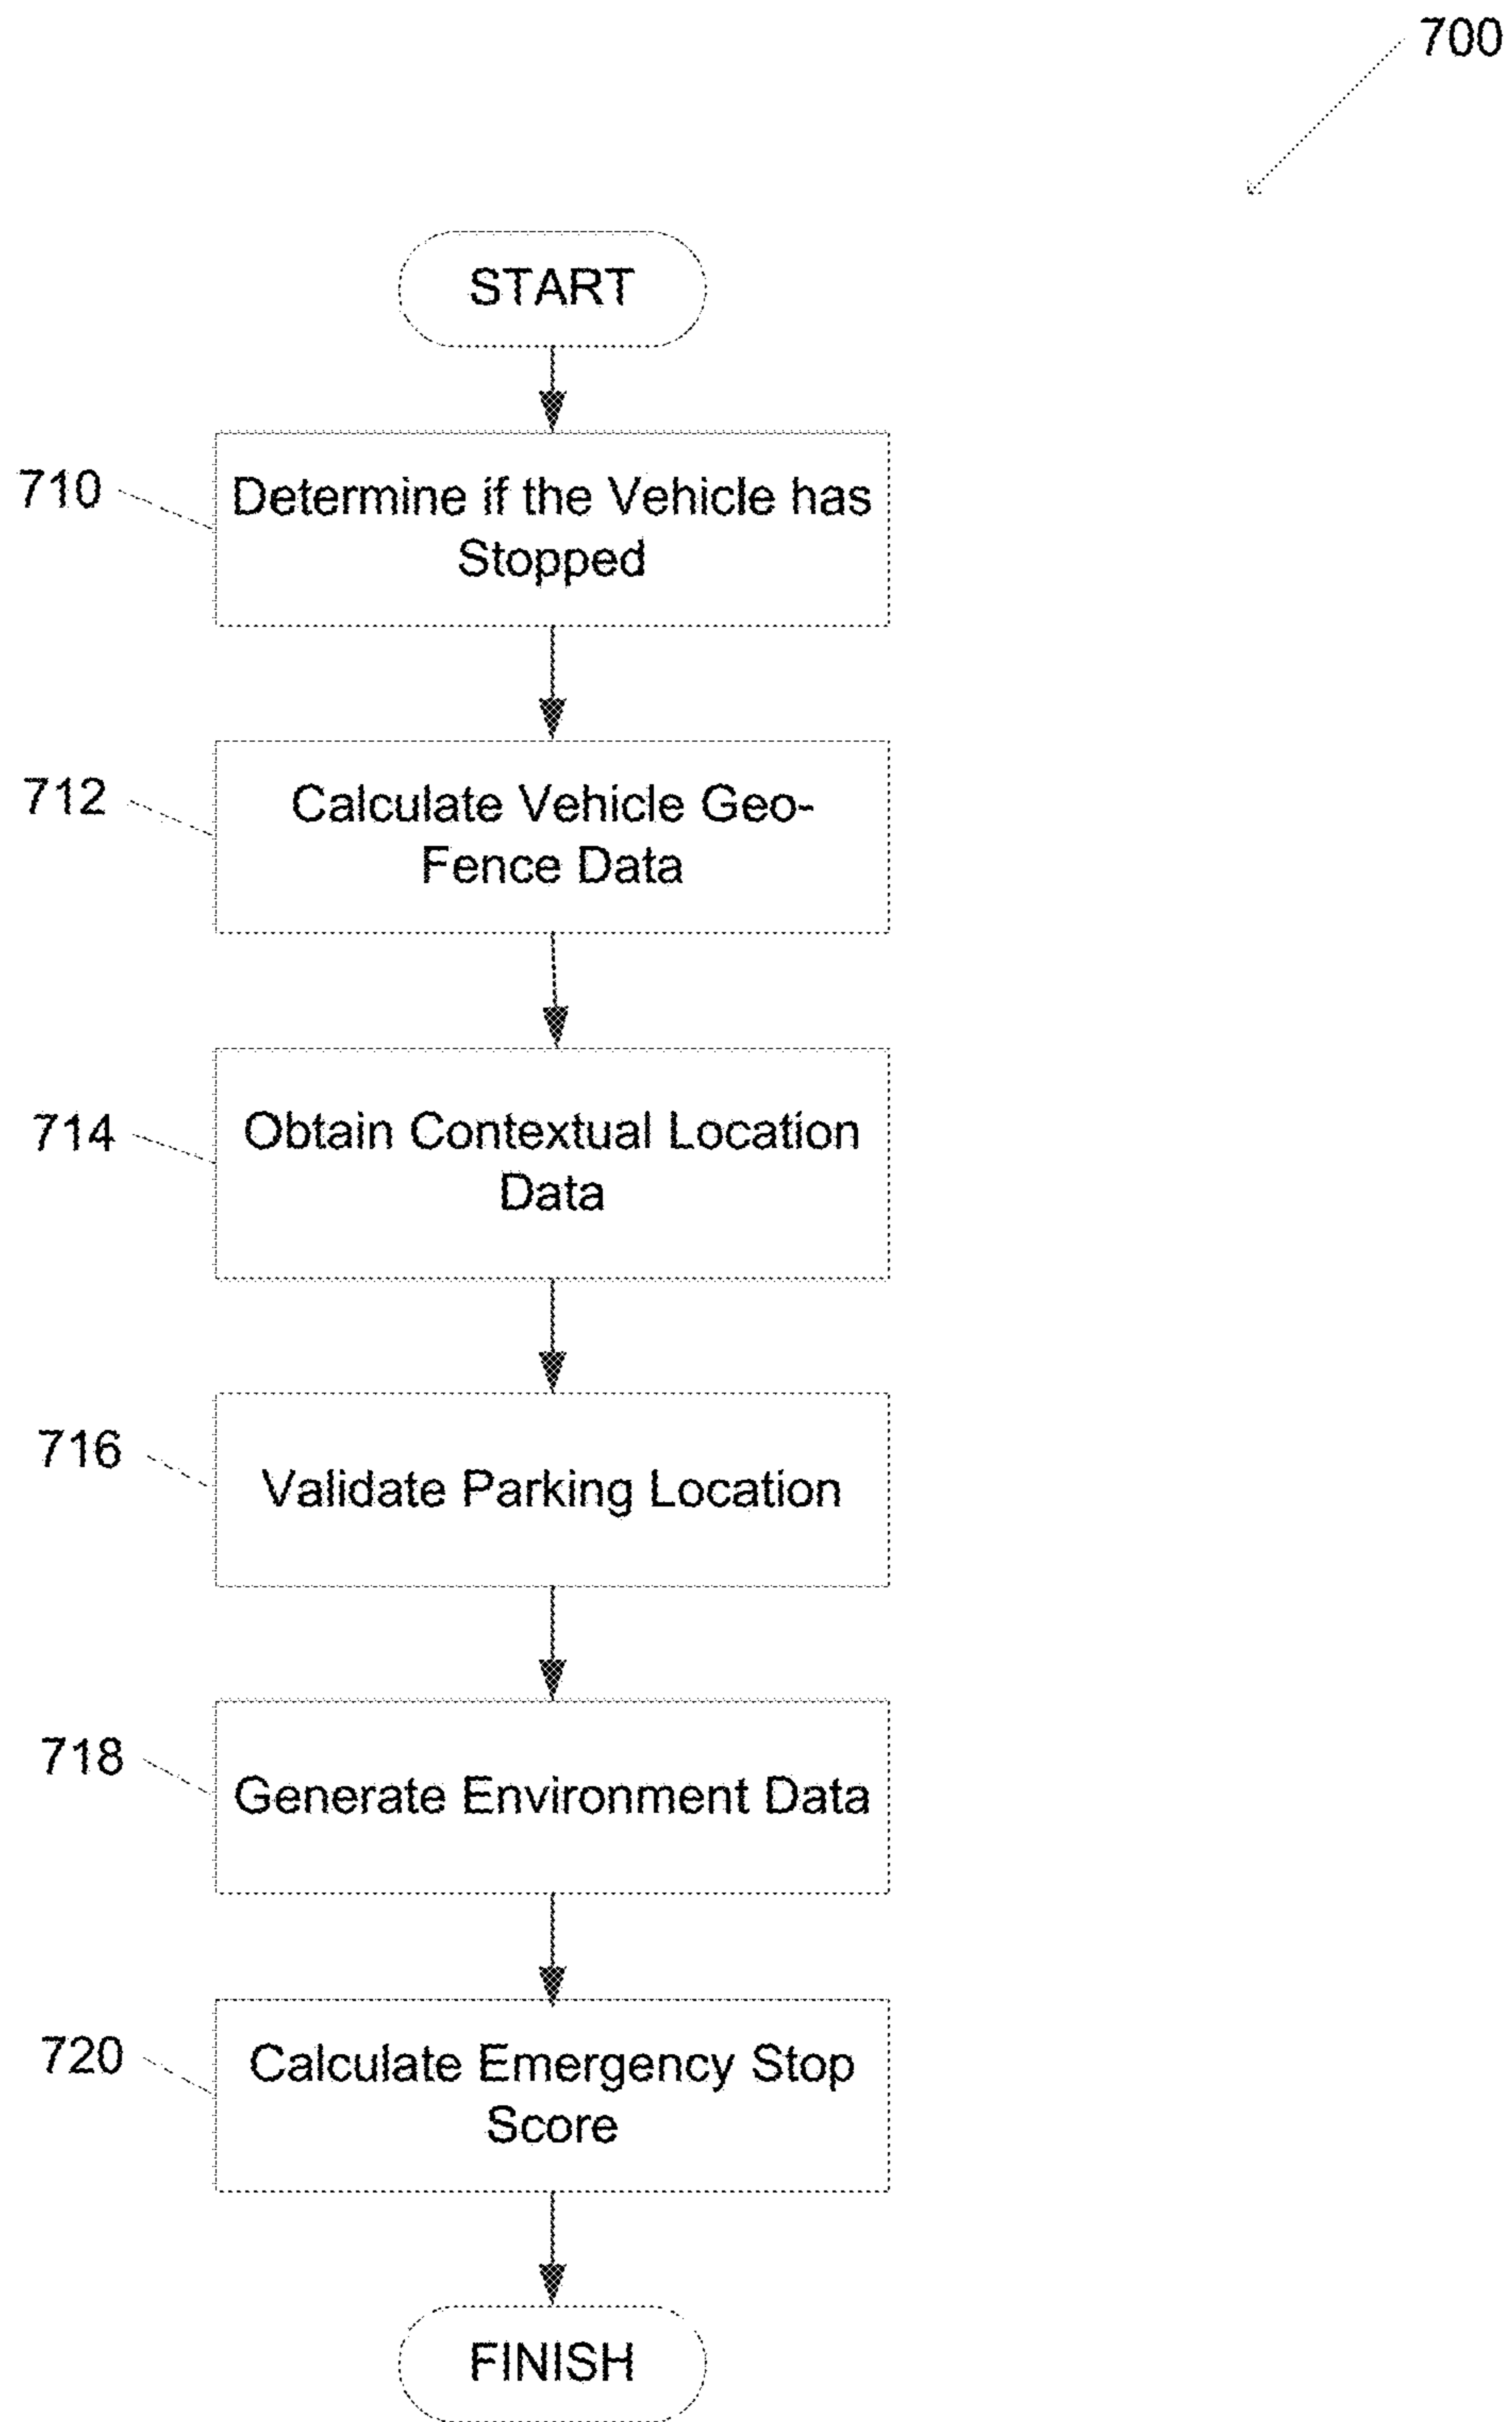 700
START
710
Determine if the Vehicle has
Stopped
712
Calculate Vehicle Geo-
Fence Data
714
Obtain Contextual Location
Data
716
Validate Parking Location
718
Generate Environment Data
720
Calculate Emergency Stop
Score
FINISH